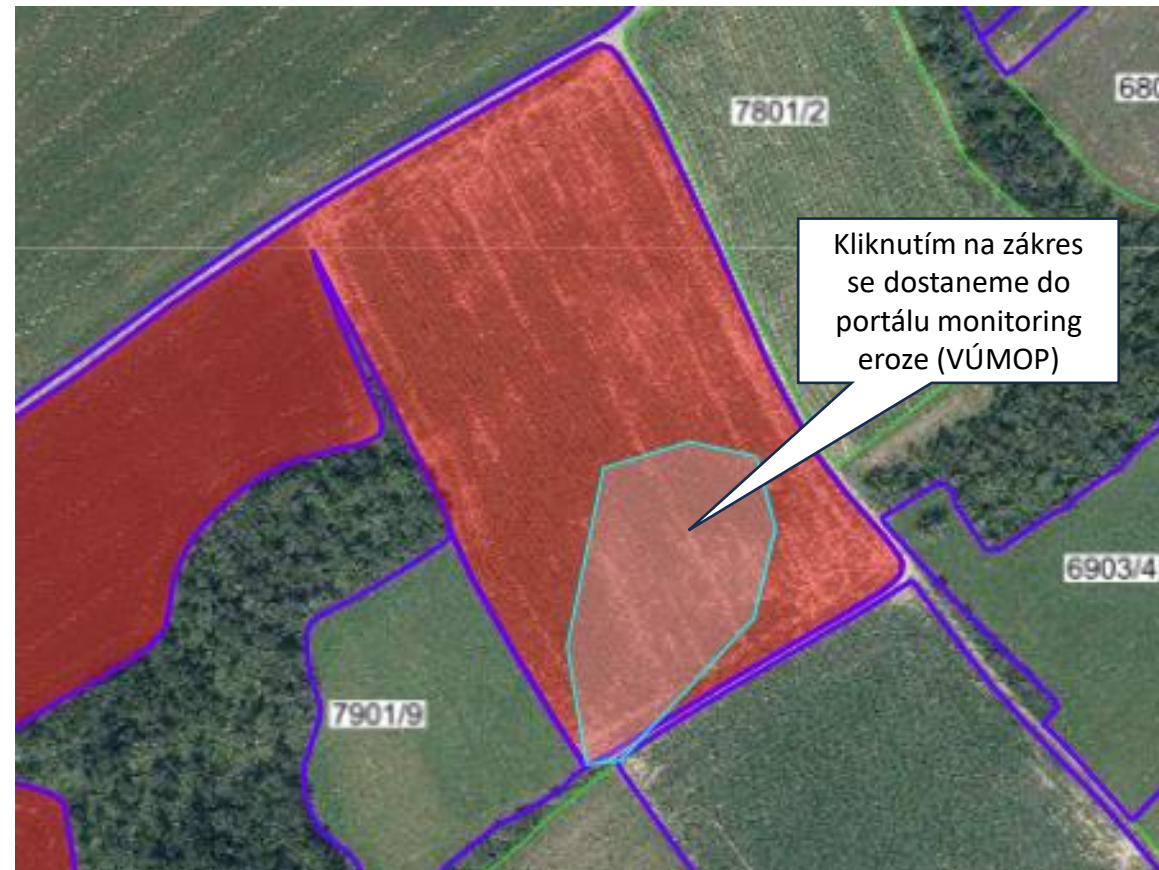 7801/2
680
Kliknutím na zákres
se dostaneme do
portálu monitoring
eroze (VÚMOP)
6903/4
7901/9